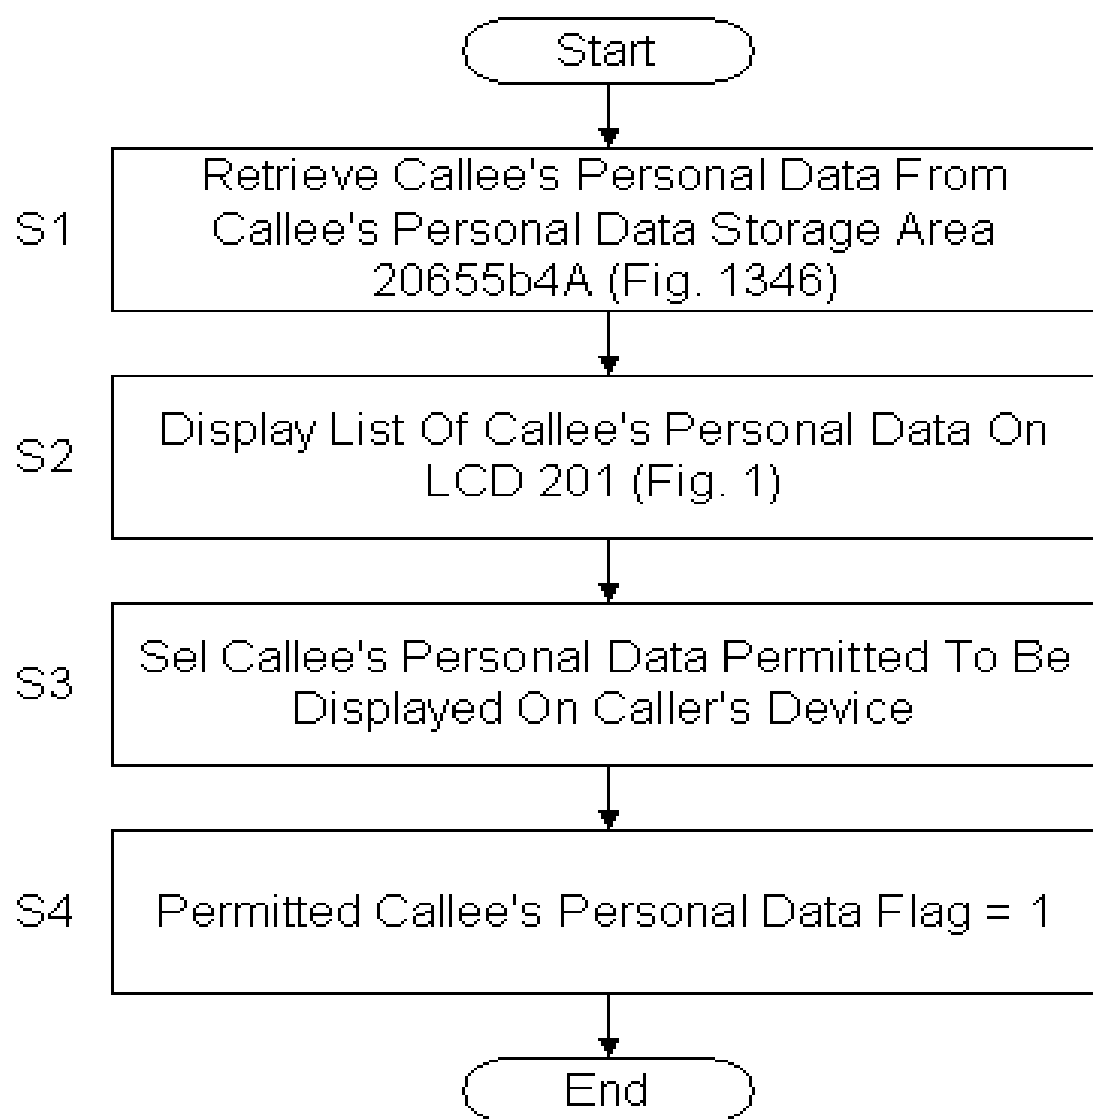 Start
S1
Retrieve Callee's Personal Data From
Callee's Personal Data Storage Area
20655b4A (Fig. 1346)
S2
Display List Of Callee's Personal Data On
LCD 201 (Fig. 1)
S3
Sel Callee's Personal Data Permitted To Be
Displayed On Caller's Device
S4
Permitted Callee's Personal Data Flag = 1
End